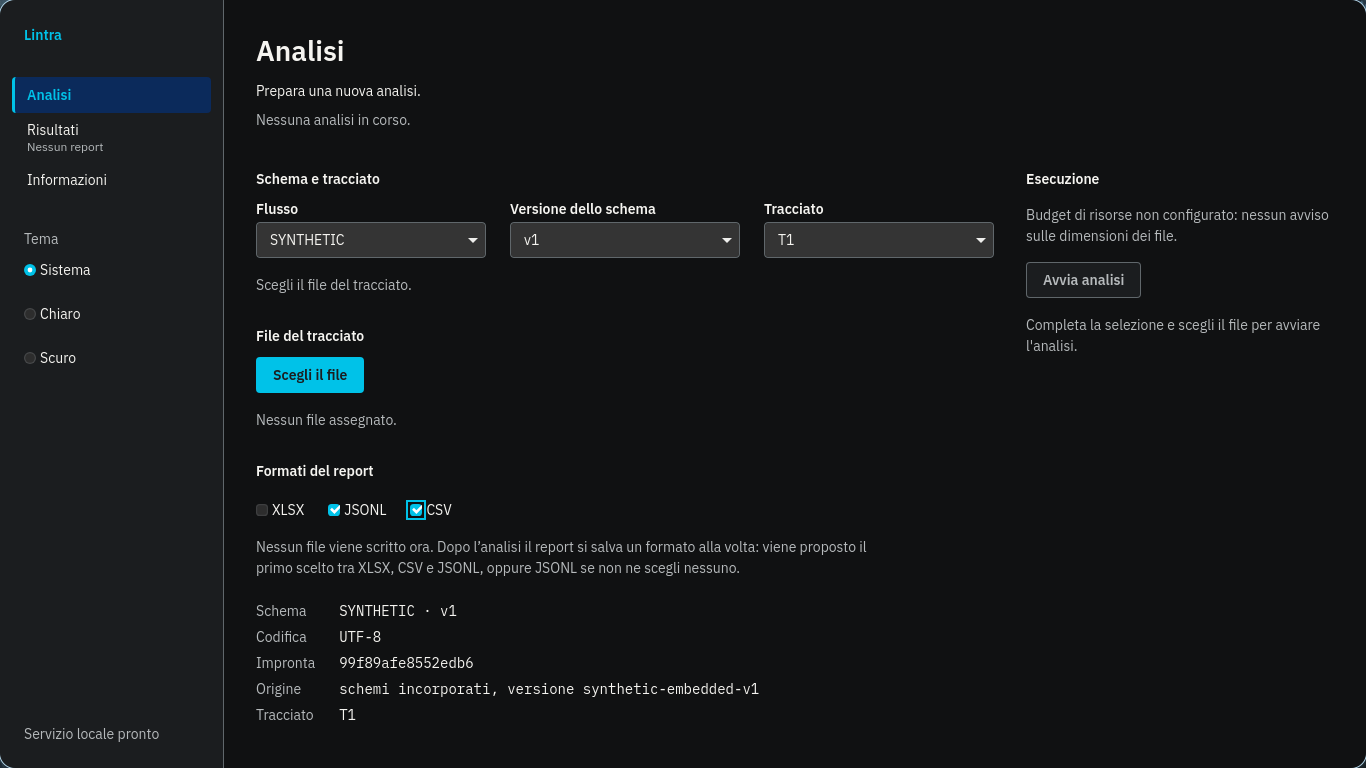 Lintra
Analisi
Risultati
Nessun report
Informazioni
Tema
Sistema
Chiaro
Scuro
Servizio locale pronto
Analisi
Prepara una nuova analisi.
Nessuna analisi in corso.
Schema e tracciato
Flusso
SYNTHETIC
Versione dello schema
v1
Tracciato
T1
Scegli il file del tracciato.
File del tracciato
Scegli il file
Nessun file assegnato.
Formati del report
XLSX JSONL CSV
Nessun file viene scritto ora. Dopo l’analisi il report si salva un formato alla volta: viene proposto il
primo scelto tra XLSX, CSV e JSONL, oppure JSONL se non ne scegli nessuno.
Schema SYNTHETIC · v1
Codifica UTF-8
Impronta 99f89afe8552edb6
Origine schemi incorporati, versione synthetic-embedded-v1
Tracciato T1
Esecuzione
Budget di risorse non configurato: nessun avviso
sulle dimensioni dei file.
Avvia analisi
Completa la selezione e scegli il file per avviare
l'analisi.